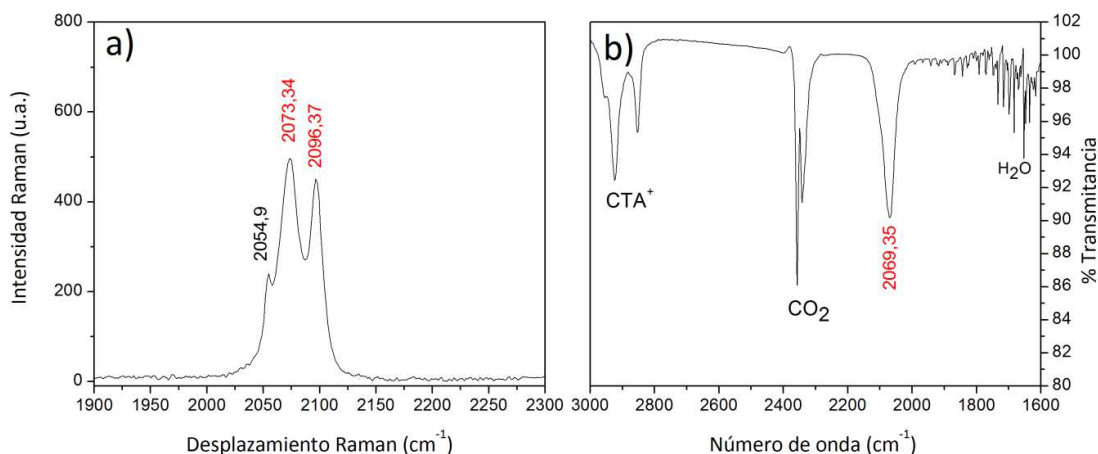 a)
Intensidad Raman (u.a.)
800
600
400
200
0
2054,9
2073,34
2096,37
1900 1950 2000 2050 2100 2150 2200 2250 2300
Desplazamiento Raman (cm⁻¹)
b)
CTA⁺
CO₂
2069,35
H₂O
102
100
98
96
94
92
90
88
86
84
82
80
% Transmitancia
3000 2800 2600 2400 2200 2000 1800 1600
Número de onda (cm⁻¹)